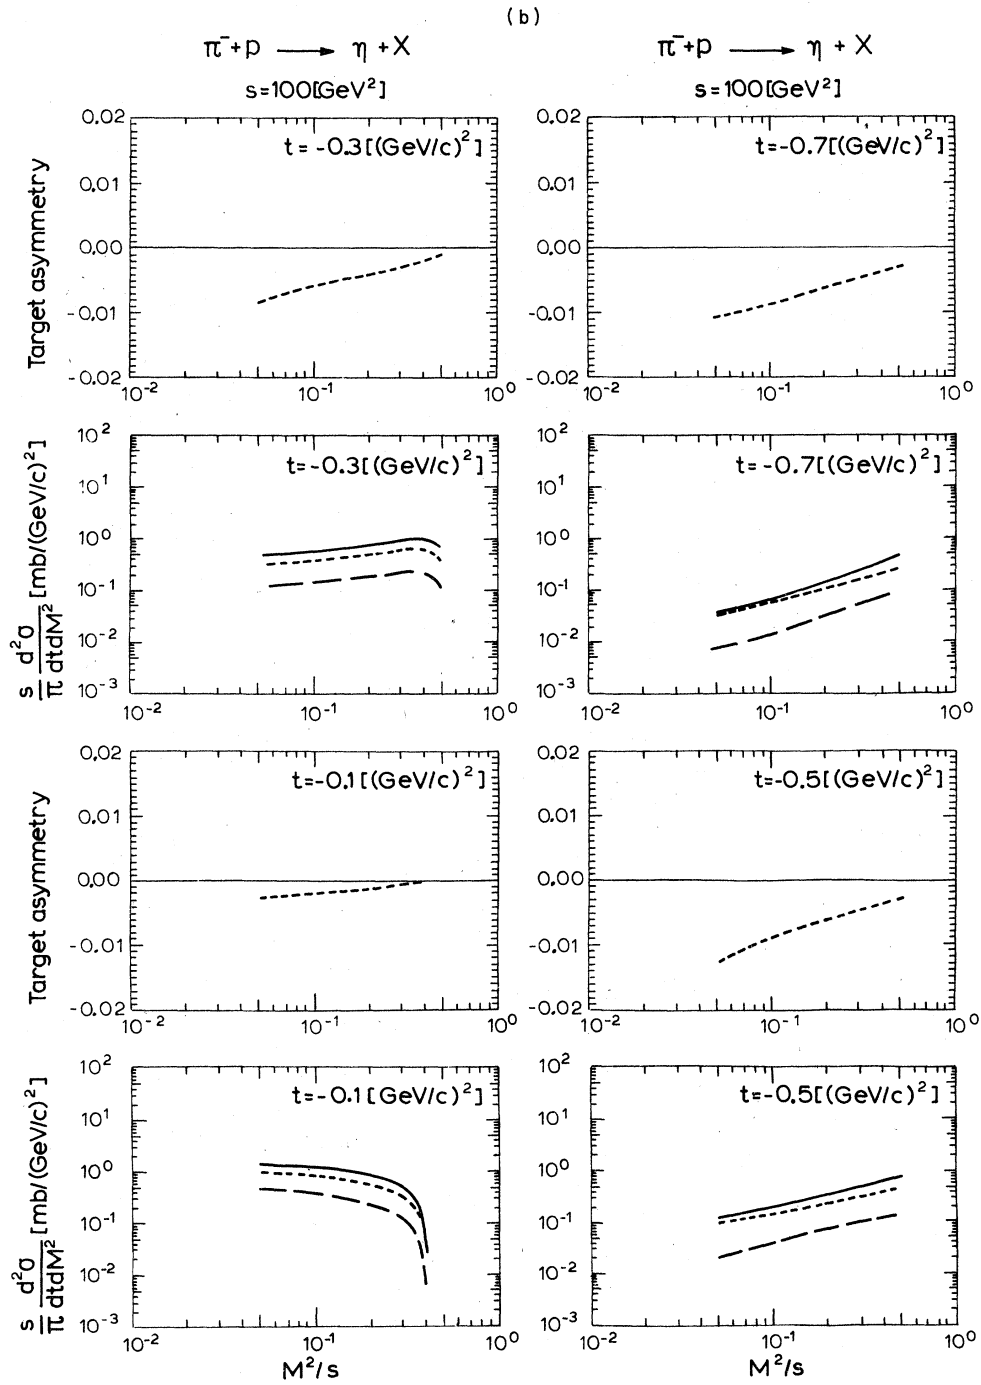 (b)
π⁻+p ⟶ η+X
s=100[GeV²]
π⁻+p ⟶ η+X
s=100[GeV²]
Target asymmetry
t=-0.3[(GeV/c)²]
0.02
0.01
0.00
-0.01
-0.02
10⁻² 10⁻¹ 10⁰
t=-0.7[(GeV/c)²]
0.02
0.01
0.00
-0.01
-0.02
10⁻² 10⁻¹ 10⁰
s/π d²σ/dtdM² [mb/(GeV/c)²]
t=-0.3[(GeV/c)²]
10²
10¹
10⁰
10⁻¹
10⁻²
10⁻³
10⁻² 10⁻¹ 10⁰
t=-0.7[(GeV/c)²]
10²
10¹
10⁰
10⁻¹
10⁻²
10⁻³
10⁻² 10⁻¹ 10⁰
Target asymmetry
t=-0.1[(GeV/c)²]
0.02
0.01
0.00
-0.01
-0.02
10⁻² 10⁻¹ 10⁰
t=-0.5[(GeV/c)²]
0.02
0.01
0.00
-0.01
-0.02
10⁻² 10⁻¹ 10⁰
s/π d²σ/dtdM² [mb/(GeV/c)²]
t=-0.1[GeV/c)²]
10²
10¹
10⁰
10⁻¹
10⁻²
10⁻³
10⁻² 10⁻¹ 10⁰
M²/s
t=-0.5[(GeV/c)²]
10²
10¹
10⁰
10⁻¹
10⁻²
10⁻³
10⁻² 10⁻¹ 10⁰
M²/s